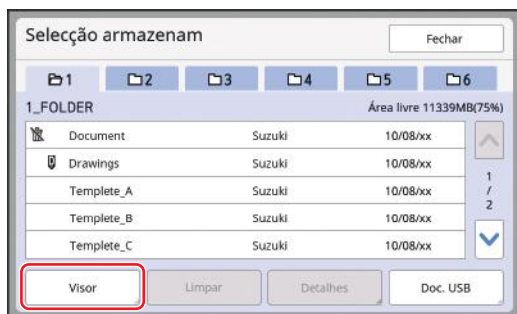 Selecção armazenam Fechar
1 2 3 4 5 6
1_FOLDER Área livre 11339MB(75%)
Document Suzuki 10/08/xx
Drawings Suzuki 10/08/xx
Templete_A Suzuki 10/08/xx
Templete_B Suzuki 10/08/xx
Templete_C Suzuki 10/08/xx
1
/
2
Visor Limpar Detalhes Doc. USB